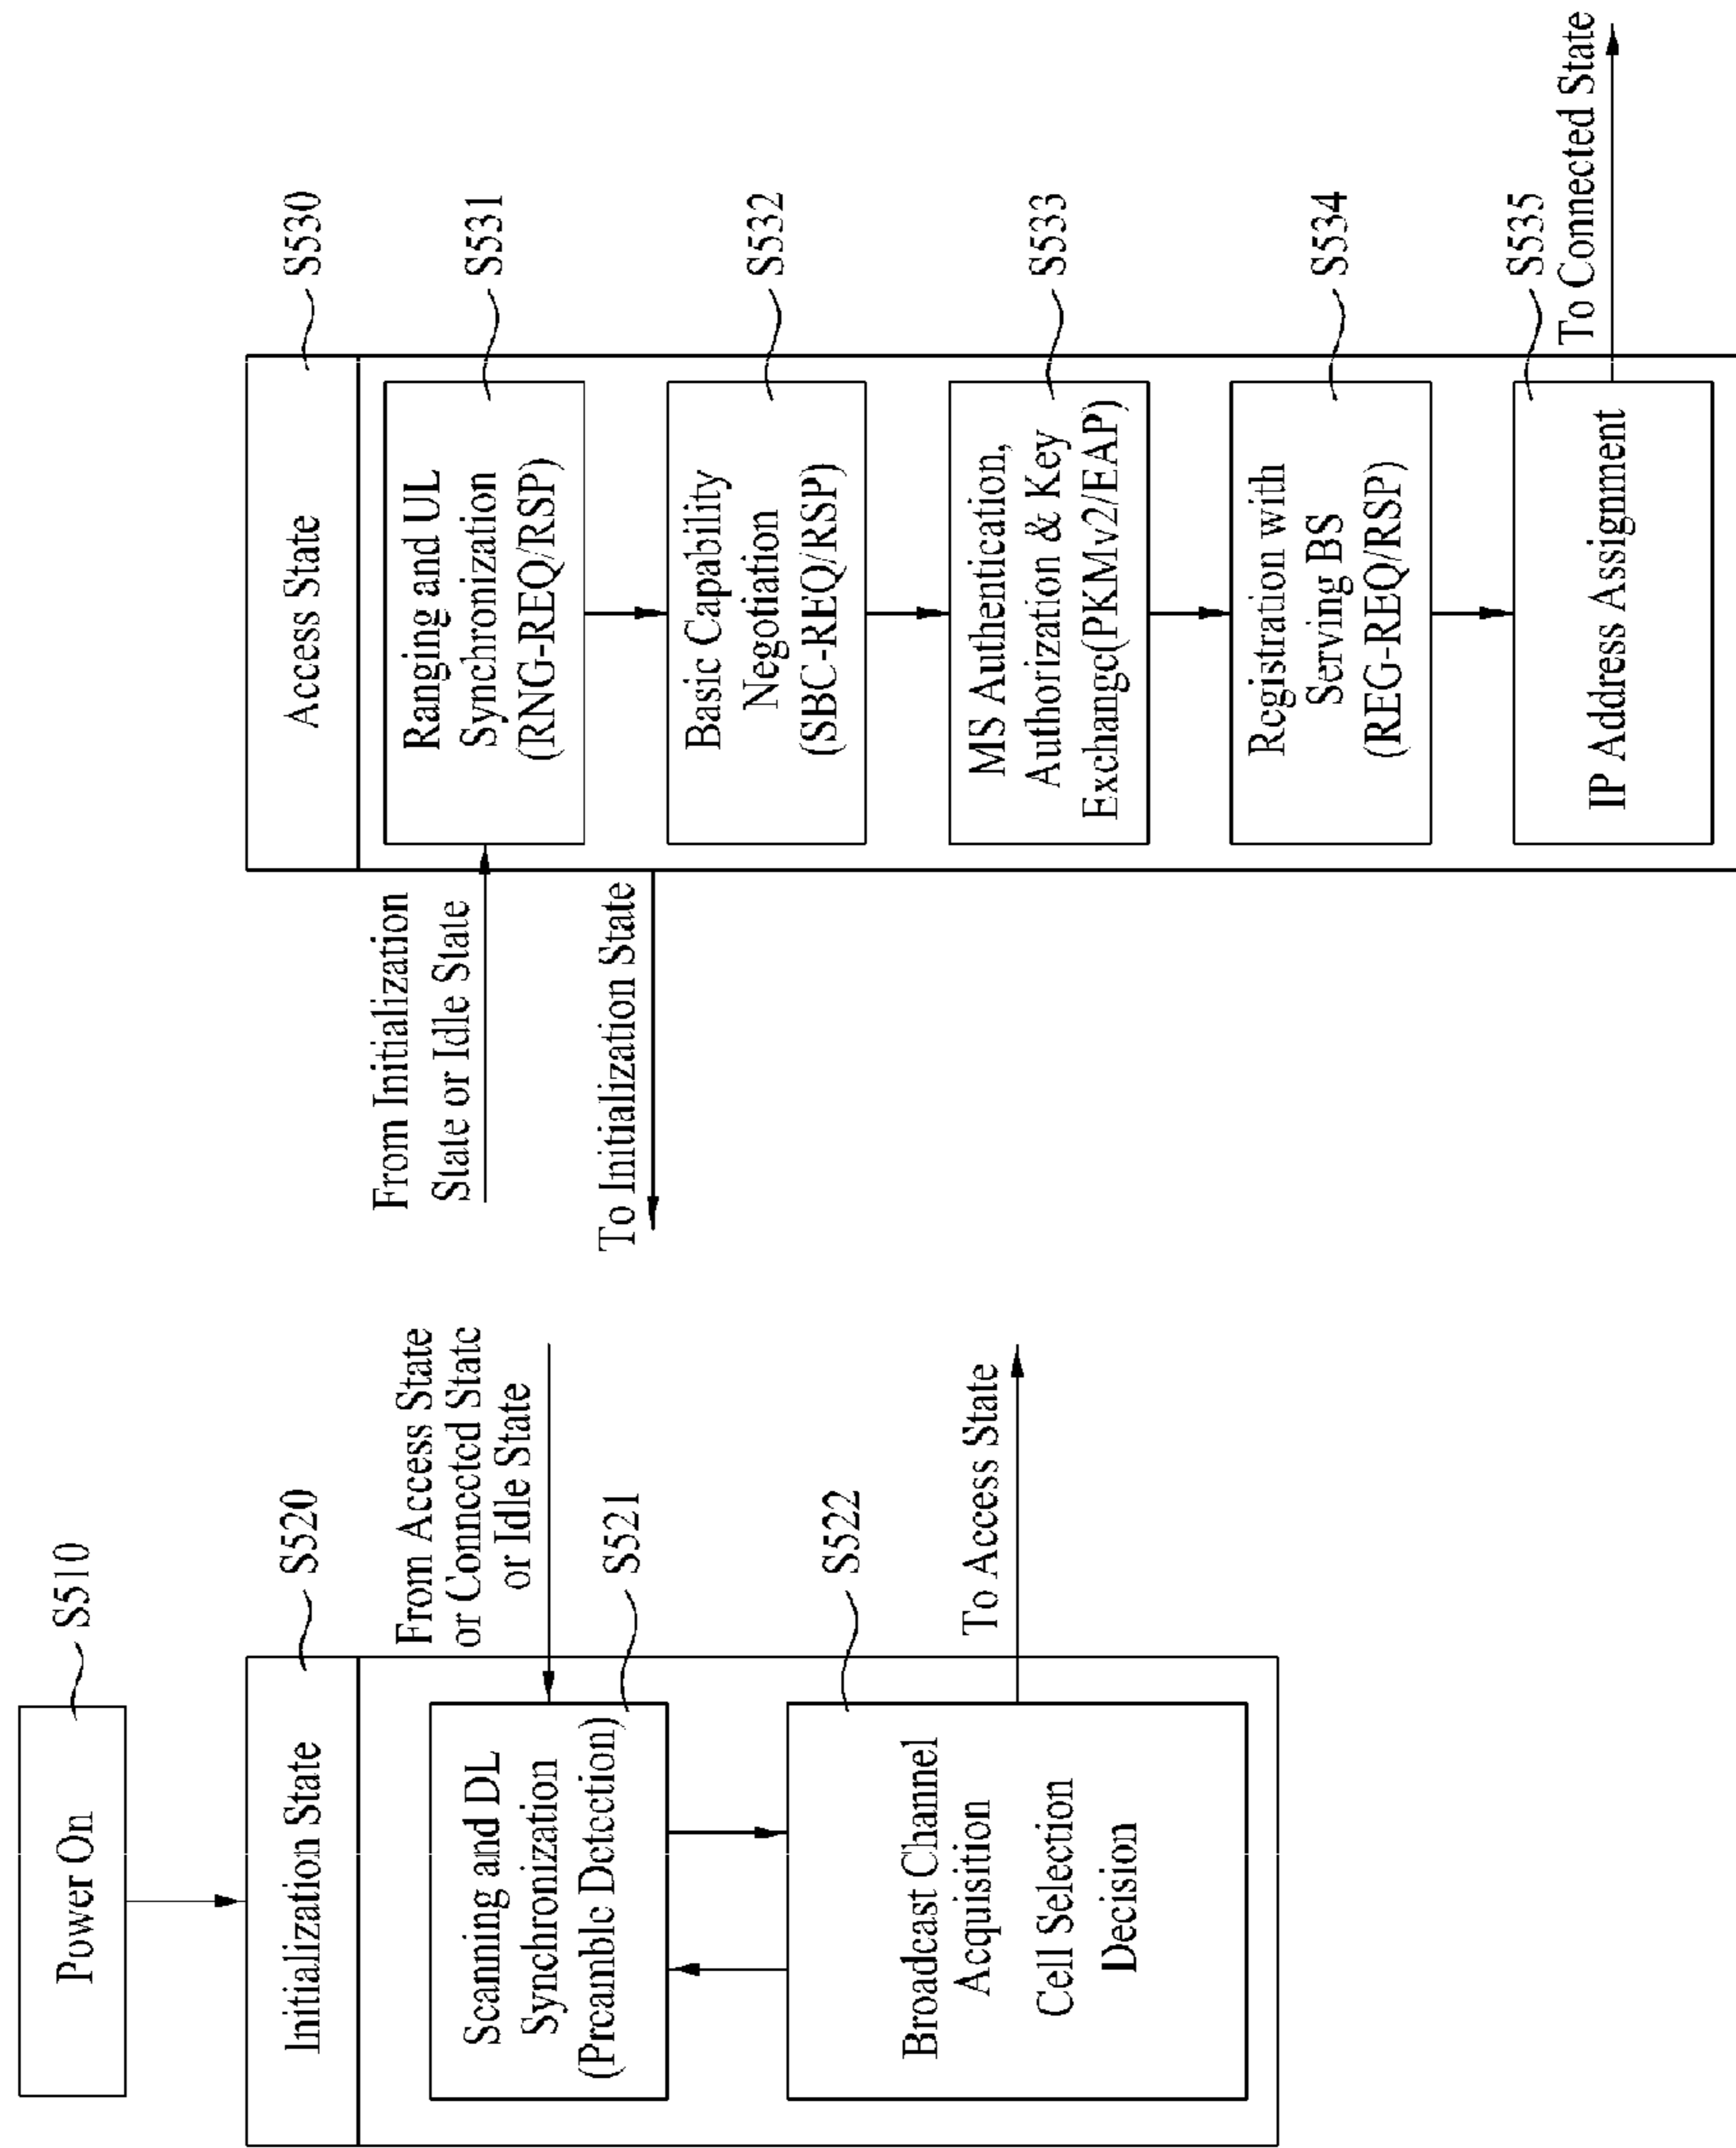 Power On
S510
Initialization State
S520
From Access State
or Connected State
or Idle State
Scanning and DL
Synchronization
(Preamble Detection)
S521
Broadcast Channel
Acquisition
Cell Selection
Decision
S522
To Access State
Access State
S530
From Initialization
State or Idle State
To Initialization State
Ranging and UL
Synchronization
(RNG-REQ/RSP)
S531
Basic Capability
Negotiation
(SBC-REQ/RSP)
S532
MS Authentication,
Authorization & Key
Exchange(PKMv2/EAP)
S533
Registration with
Serving BS
(REG-REQ/RSP)
S534
IP Address Assignment
S535
To Connected State